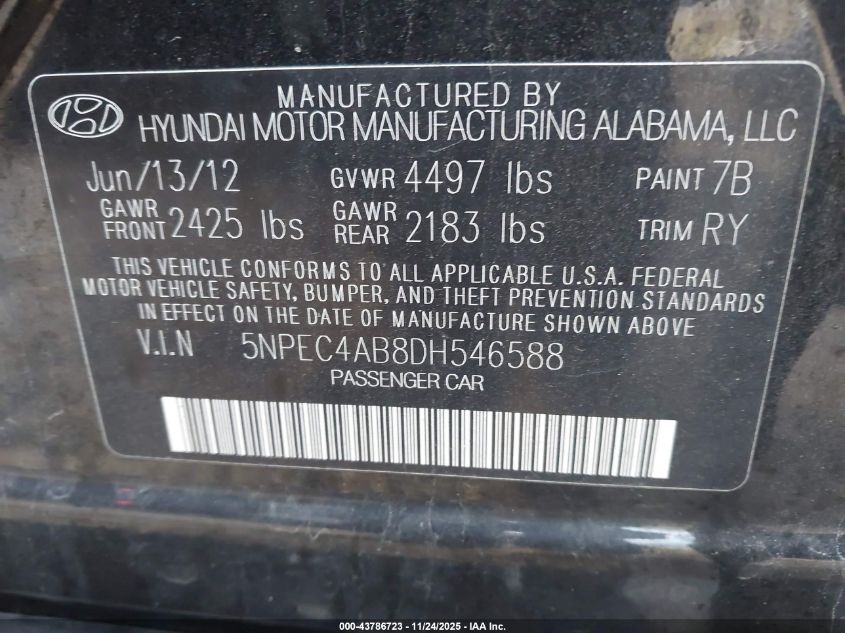 MANUFACTURED BY
HYUNDAI MOTOR MANUFACTURING ALABAMA, LLC
Jun/13/12 GVWR 4497 lbs PAINT 7B
GAWR FRONT 2425 lbs GAWR REAR 2183 lbs TRIM RY
THIS VEHICLE CONFORMS TO ALL APPLICABLE U.S.A. FEDERAL
MOTOR VEHICLE SAFETY, BUMPER, AND THEFT PREVENTION STANDARDS
IN EFFECT ON THE DATE OF MANUFACTURE SHOWN ABOVE
V.I.N 5NPEC4AB8DH546588
PASSENGER CAR
000-43786723 - 11/24/2025 - IAA Inc.